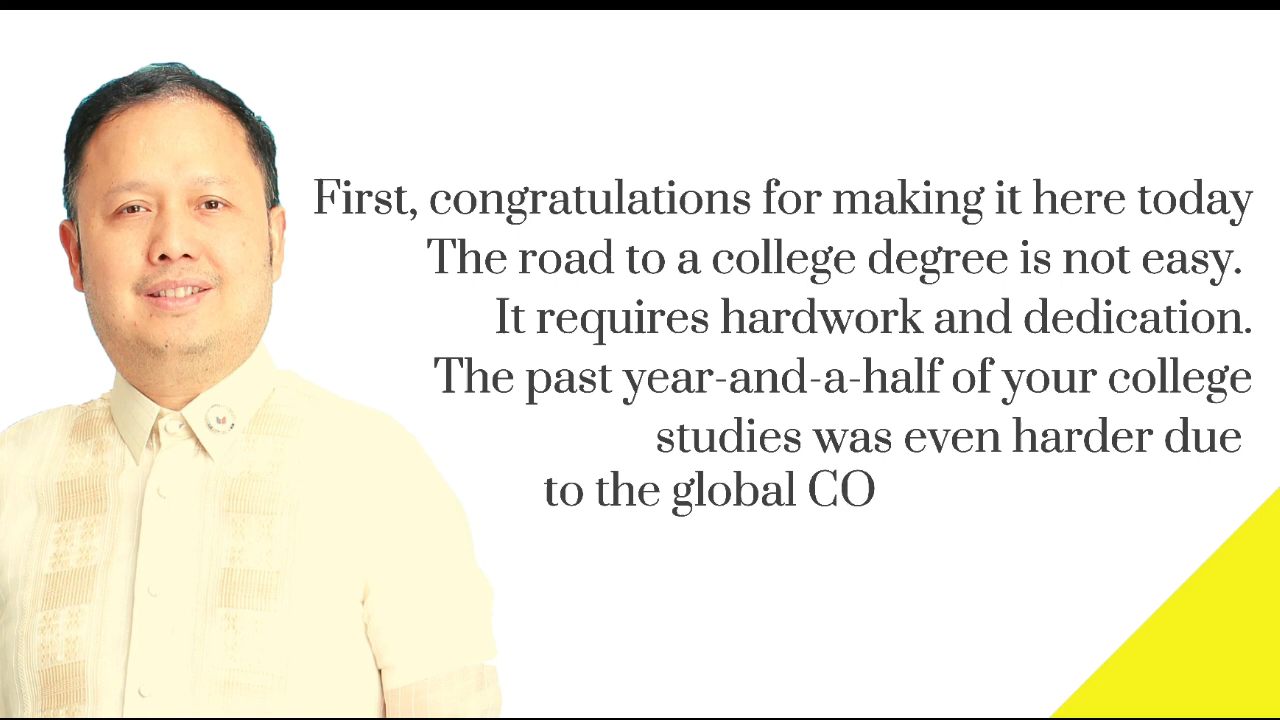 First, congratulations for making it here today
The road to a college degree is not easy.
It requires hardwork and dedication.
The past year-and-a-half of your college
studies was even harder due
to the global CO